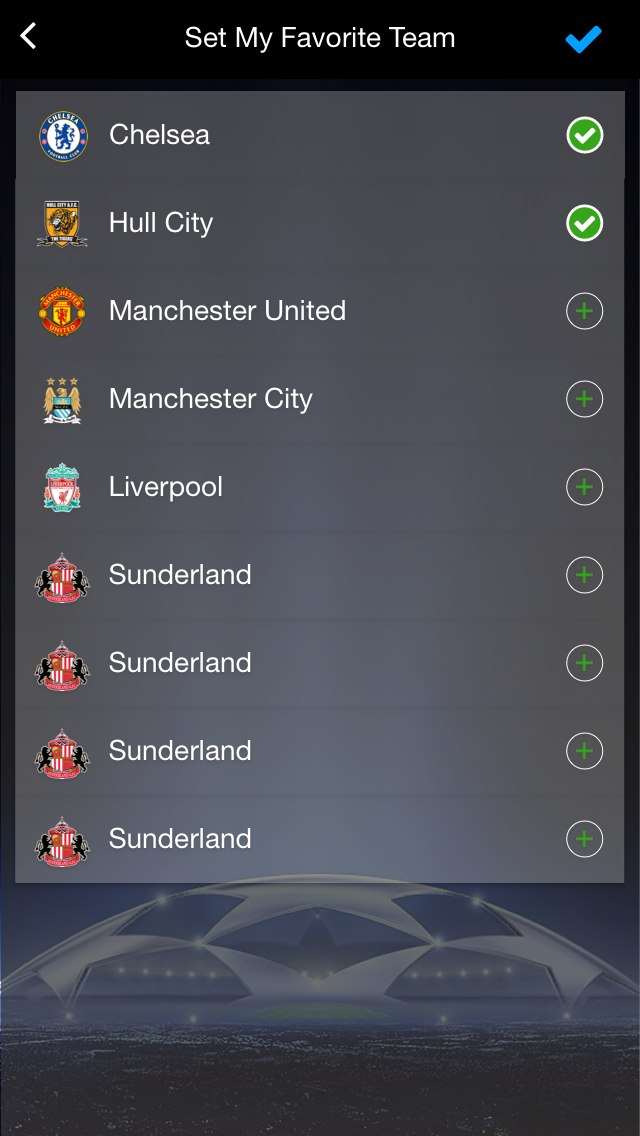 Set My Favorite Team
Chelsea
Hull City
Manchester United
Manchester City
Liverpool
Sunderland
Sunderland
Sunderland
Sunderland